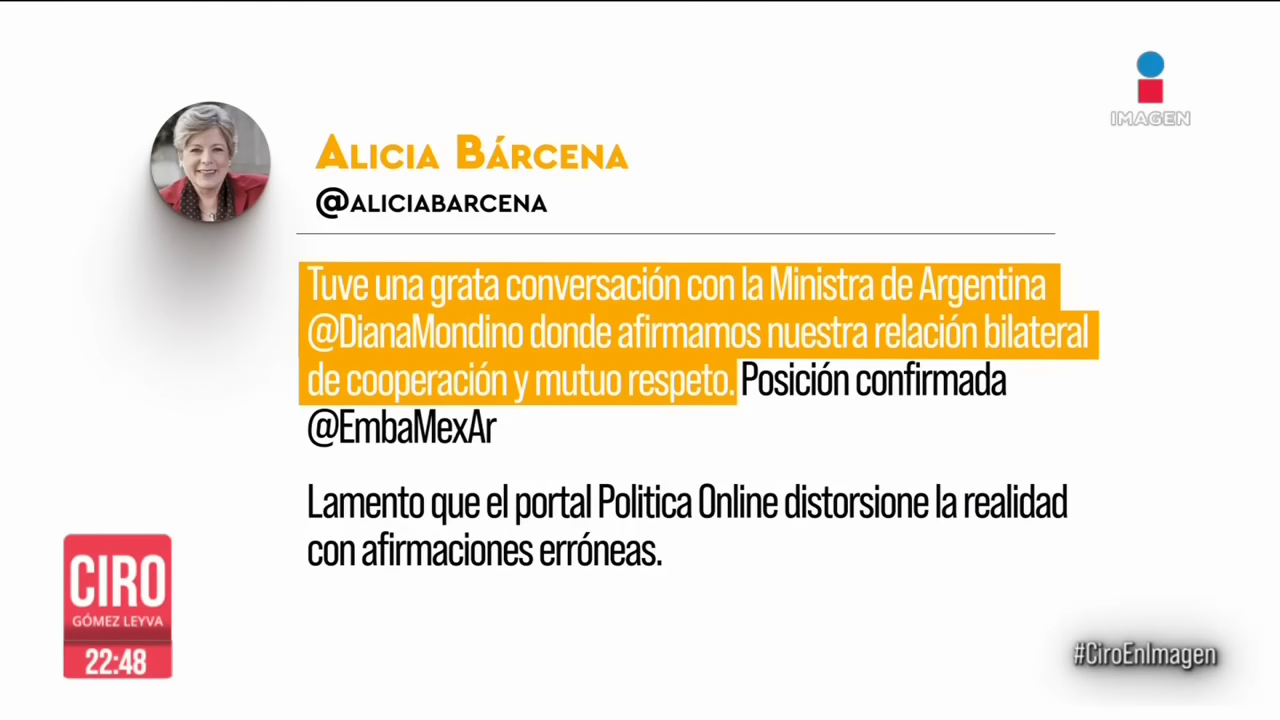 IMAGEN
ALICIA BÁRCENA
@ALICIABARCENA
Tuve una grata conversación con la Ministra de Argentina
@DianaMondino donde afirmamos nuestra relación bilateral
de cooperación y mutuo respeto. Posición confirmada
@EmbaMexAr
Lamento que el portal Politica Online distorsione la realidad
con afirmaciones erróneas.
CIRO
GÓMEZ LEYVA
22:48
#CiroEnImagen